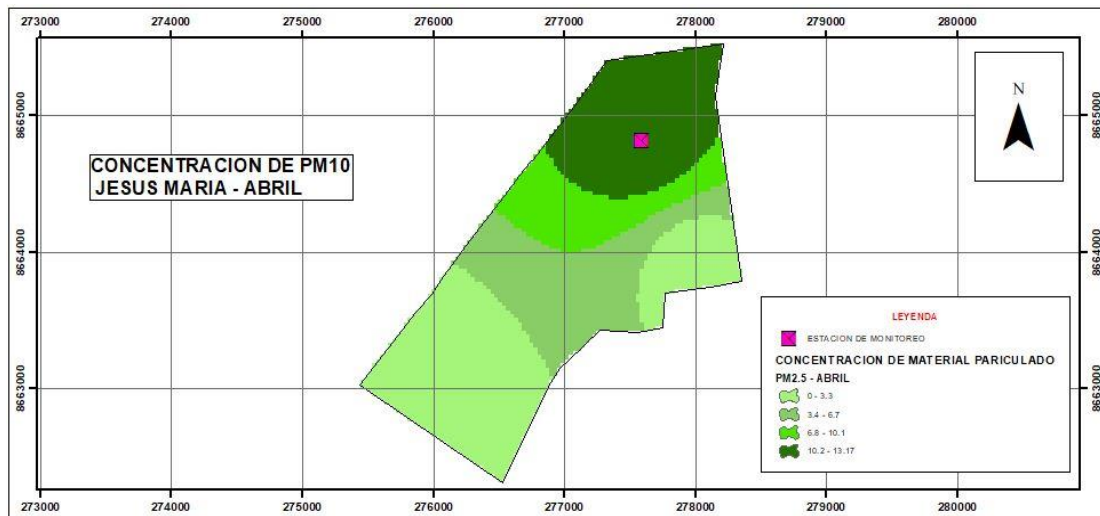 273000 274000 275000 276000 277000 278000 279000 280000
8665000 8665000
N
CONCENTRACION DE PM10
JESUS MARIA - ABRIL
8664000 8664000
LEYENDA
ESTACION DE MONITOREO
CONCENTRACION DE MATERIAL PARICULADO
PM2.5 - ABRIL
0 - 3.3
3.4 - 6.7
6.8 - 10.1
10.2 - 13.17
8663000 8663000
273000 274000 275000 276000 277000 278000 279000 280000